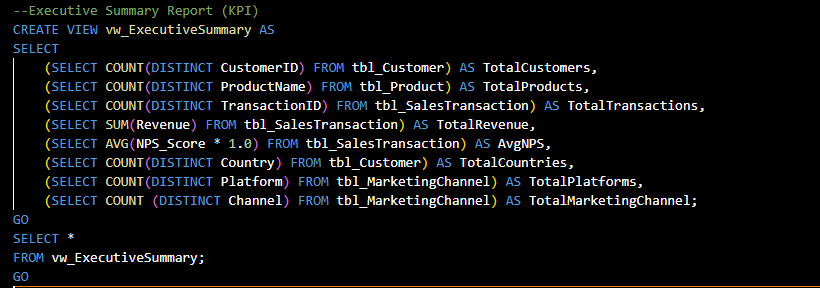 --Executive Summary Report (KPI)
CREATE VIEW vw_ExecutiveSummary AS
SELECT
    (SELECT COUNT(DISTINCT CustomerID) FROM tbl_Customer) AS TotalCustomers,
    (SELECT COUNT(DISTINCT ProductName) FROM tbl_Product) AS TotalProducts,
    (SELECT COUNT(DISTINCT TransactionID) FROM tbl_SalesTransaction) AS TotalTransactions,
    (SELECT SUM(Revenue) FROM tbl_SalesTransaction) AS TotalRevenue,
    (SELECT AVG(NPS_Score * 1.0) FROM tbl_SalesTransaction) AS AvgNPS,
    (SELECT COUNT(DISTINCT Country) FROM tbl_Customer) AS TotalCountries,
    (SELECT COUNT(DISTINCT Platform) FROM tbl_MarketingChannel) AS TotalPlatforms,
    (SELECT COUNT (DISTINCT Channel) FROM tbl_MarketingChannel) AS TotalMarketingChannel;
GO
SELECT *
FROM vw_ExecutiveSummary;
GO